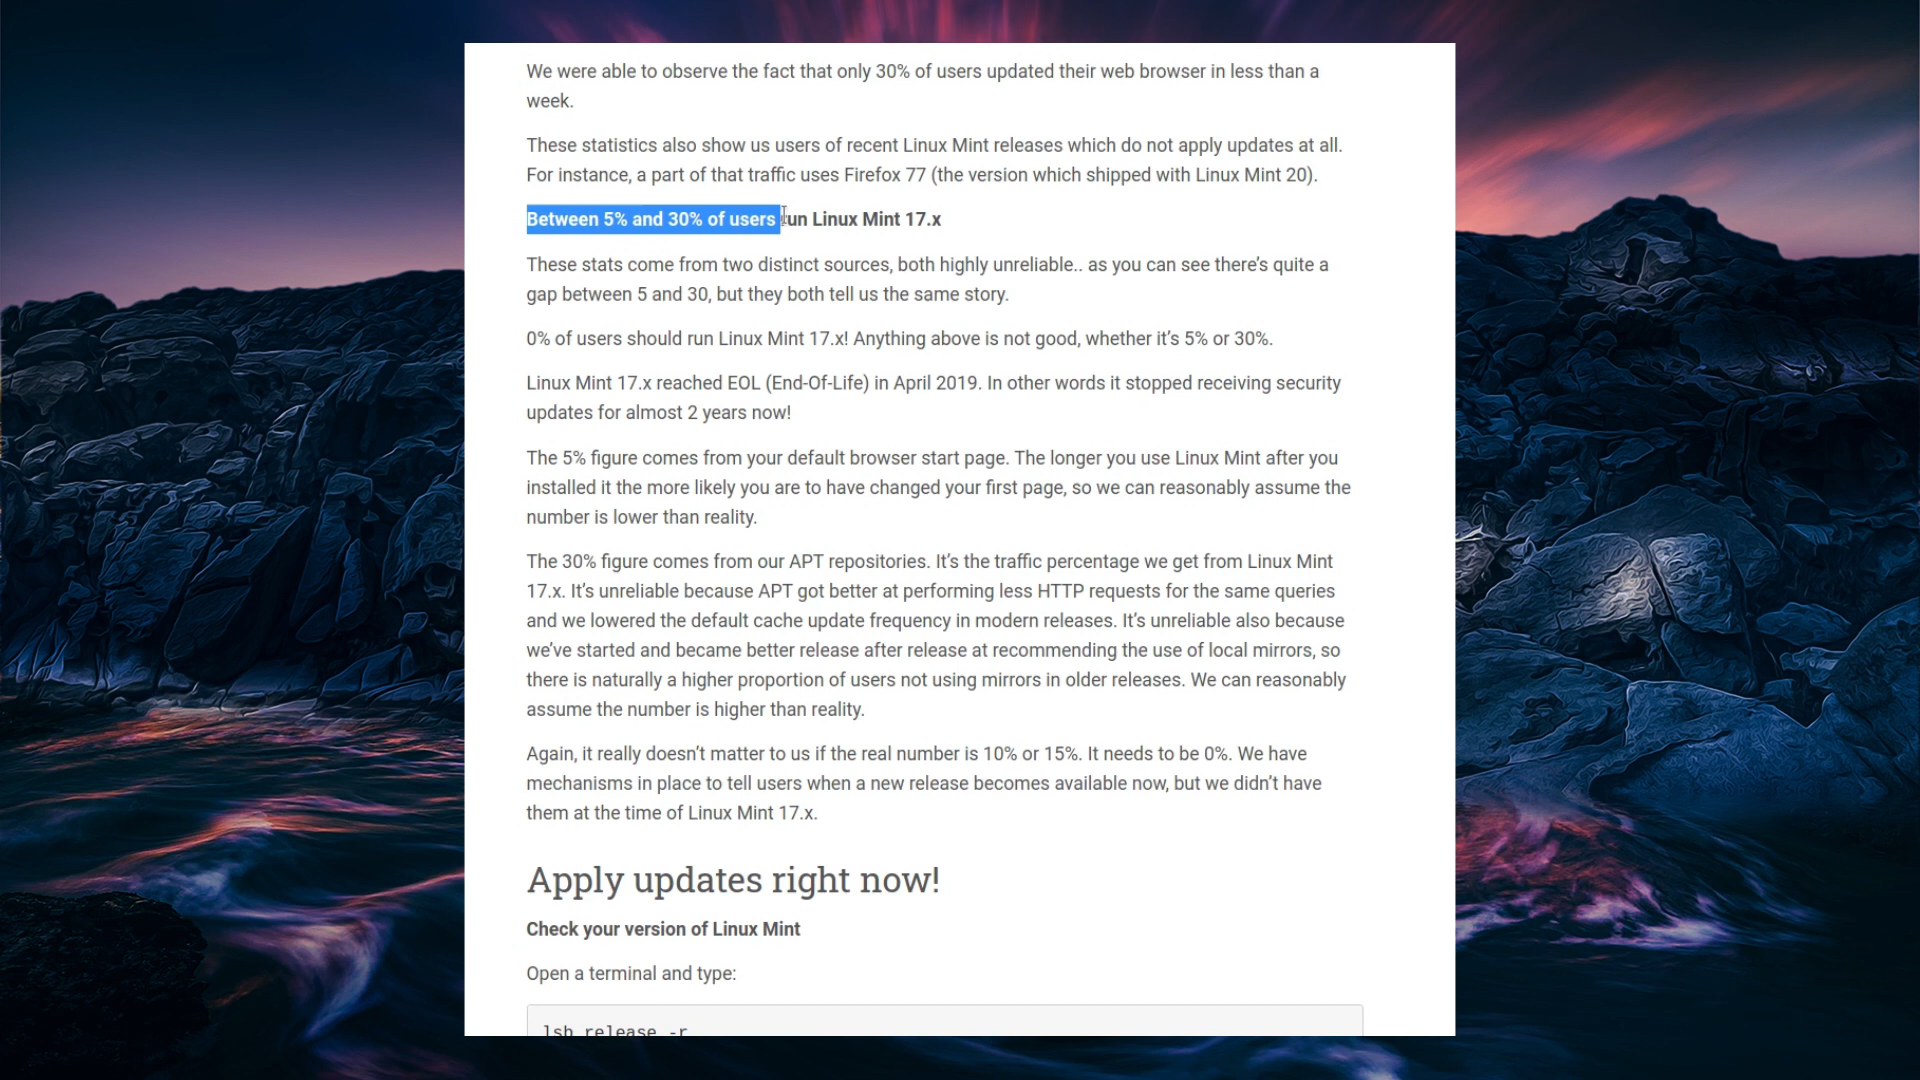 We were able to observe the fact that only 30% of users updated their web browser in less than a
week.
These statistics also show us users of recent Linux Mint releases which do not apply updates at all.
For instance, a part of that traffic uses Firefox 77 (the version which shipped with Linux Mint 20).
Between 5% and 30% of users run Linux Mint 17.x
These stats come from two distinct sources, both highly unreliable.. as you can see there’s quite a
gap between 5 and 30, but they both tell us the same story.
0% of users should run Linux Mint 17.x! Anything above is not good, whether it’s 5% or 30%.
Linux Mint 17.x reached EOL (End-Of-Life) in April 2019. In other words it stopped receiving security
updates for almost 2 years now!
The 5% figure comes from your default browser start page. The longer you use Linux Mint after you
installed it the more likely you are to have changed your first page, so we can reasonably assume the
number is lower than reality.
The 30% figure comes from our APT repositories. It’s the traffic percentage we get from Linux Mint
17.x. It’s unreliable because APT got better at performing less HTTP requests for the same queries
and we lowered the default cache update frequency in modern releases. It’s unreliable also because
we’ve started and became better release after release at recommending the use of local mirrors, so
there is naturally a higher proportion of users not using mirrors in older releases. We can reasonably
assume the number is higher than reality.
Again, it really doesn’t matter to us if the real number is 10% or 15%. It needs to be 0%. We have
mechanisms in place to tell users when a new release becomes available now, but we didn’t have
them at the time of Linux Mint 17.x.
Apply updates right now!
Check your version of Linux Mint
Open a terminal and type:
lsb_release -r